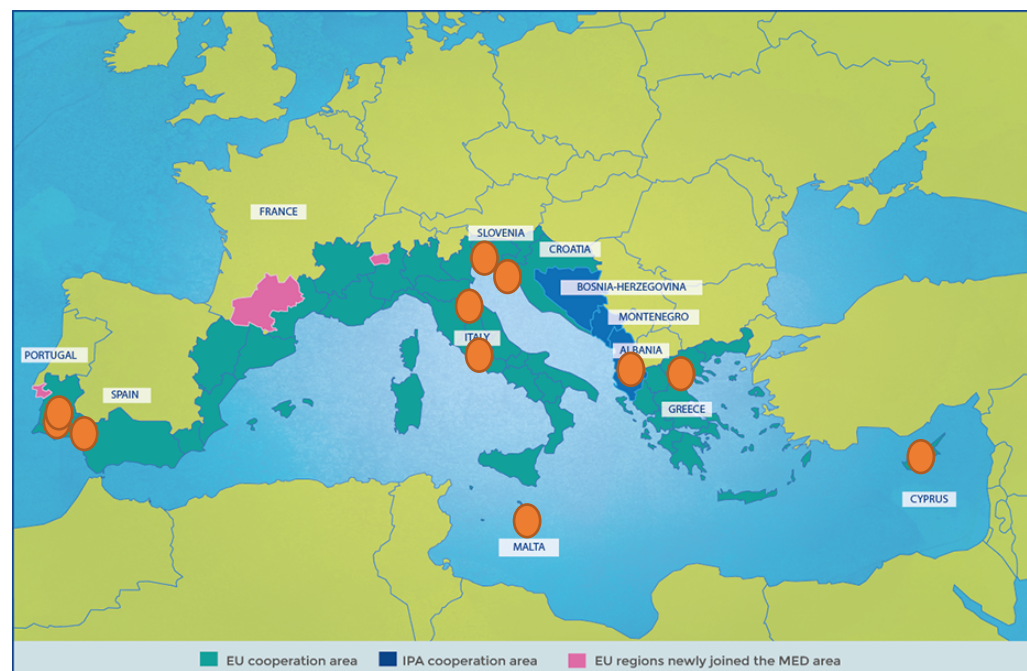 SLOVENIA
FRANCE
CROATIA
BOSNIA-HERZEGOVINA
MONTENEGRO
ITALY
ALBANIA
PORTUGAL
SPAIN
GREECE
CYPRUS
MALTA
EU cooperation area
IPA cooperation area
EU regions newly joined the MED area